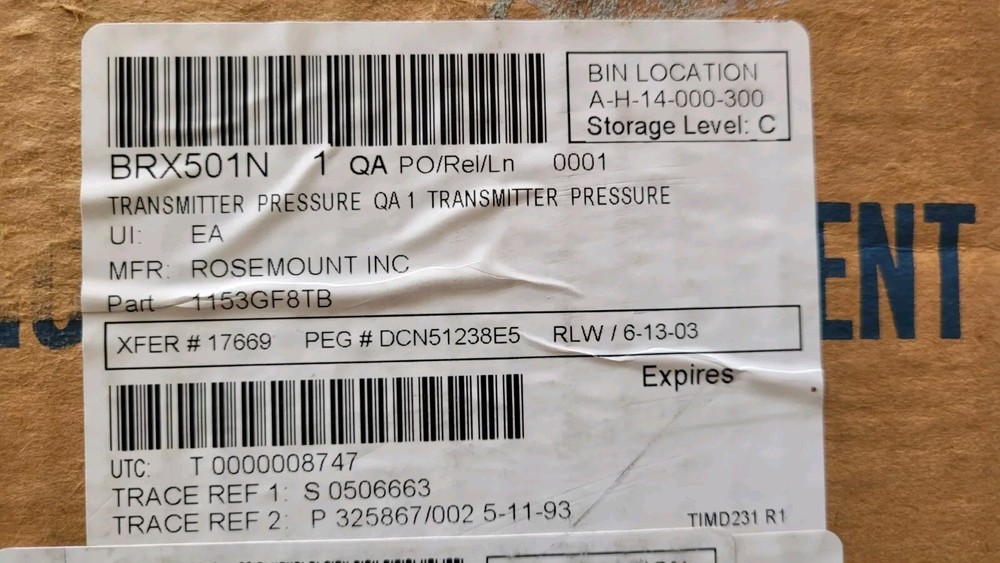 BIN LOCATION
A-H-14-000-300
Storage Level: C
BRX501N 1 QA PO/Rel/Ln 0001
TRANSMITTER PRESSURE QA 1 TRANSMITTER PRESSURE
UI: EA
MFR: ROSEMOUNT INC
Part 1153GF8TB
XFER # 17669 PEG # DCN51238E5 RLW / 6-13-03
Expires
UTC: T 0000008747
TRACE REF 1: S 0506663
TRACE REF 2: P 325867/002 5-11-93
TIMD231 R1
ENT